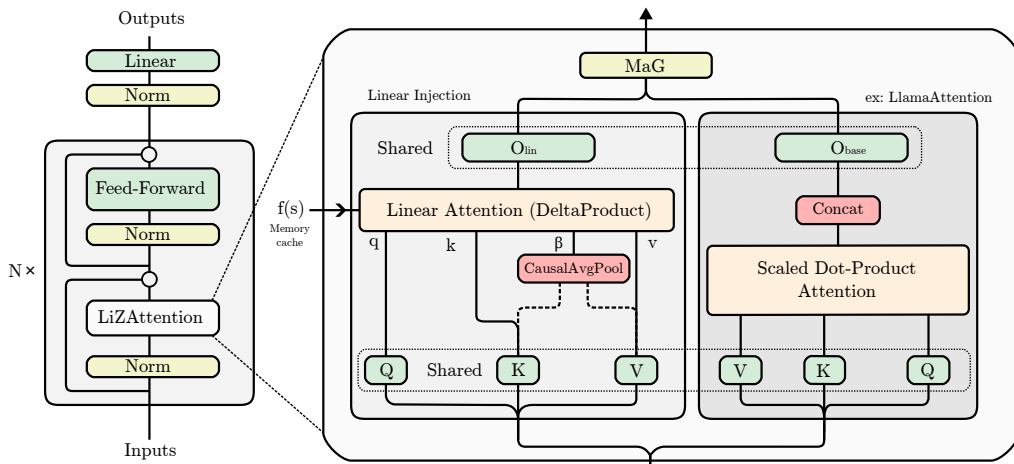 Outputs
Linear
Norm
Feed-Forward
Norm
N×
LiZAttention
Norm
Inputs
MaG
Linear Injection
ex: LlamaAttention
Shared
Olin
Obase
f(s)
Memory
cache
Linear Attention (DeltaProduct)
Concat
q
k
β
v
CausalAvgPool
Scaled Dot-Product
Attention
Q
Shared
K
V
V
K
Q